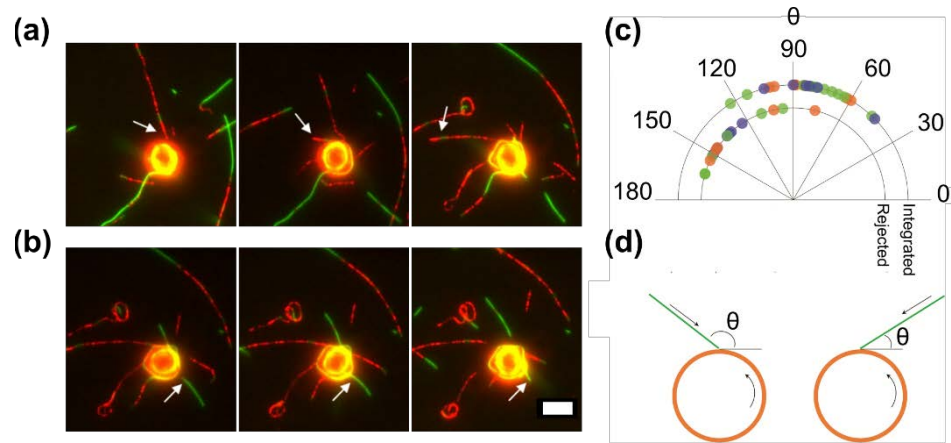 (a)
(b)
(c)
θ
90
120
60
150
30
180
0
Rejected
Integrated
(d)
θ
θ